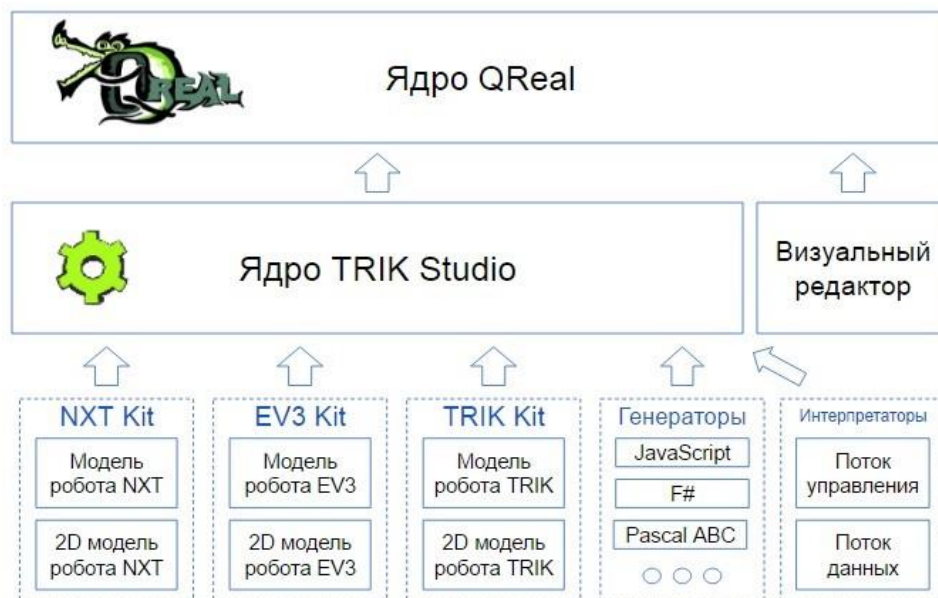 QREAL
Ядро QReal
Ядро TRIK Studio
Визуальный
редактор
NXT Kit
Модель
робота NXT
2D модель
робота NXT
EV3 Kit
Модель
робота EV3
2D модель
робота EV3
TRIK Kit
Модель
робота TRIK
2D модель
робота TRIK
Генераторы
JavaScript
F#
Pascal ABC
Интерпретаторы
Поток
управления
Поток
данных